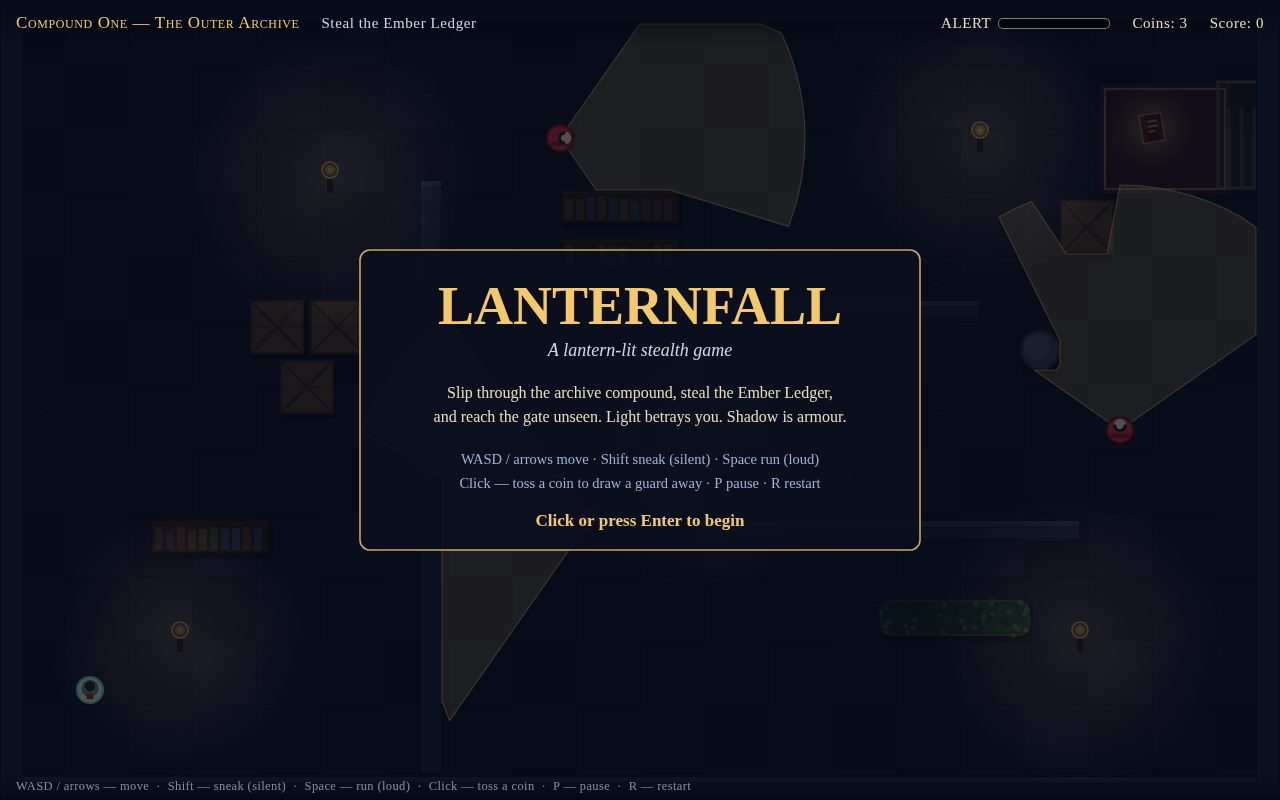 Compound One — The Outer Archive Steal the Ember Ledger ALERT Coins: 3 Score: 0
LANTERNFALL
A lantern-lit stealth game
Slip through the archive compound, steal the Ember Ledger,
and reach the gate unseen. Light betrays you. Shadow is armour.
WASD / arrows move · Shift sneak (silent) · Space run (loud)
Click — toss a coin to draw a guard away · P pause · R restart
Click or press Enter to begin
WASD / arrows — move · Shift — sneak (silent) · Space — run (loud) · Click — toss a coin · P — pause · R — restart